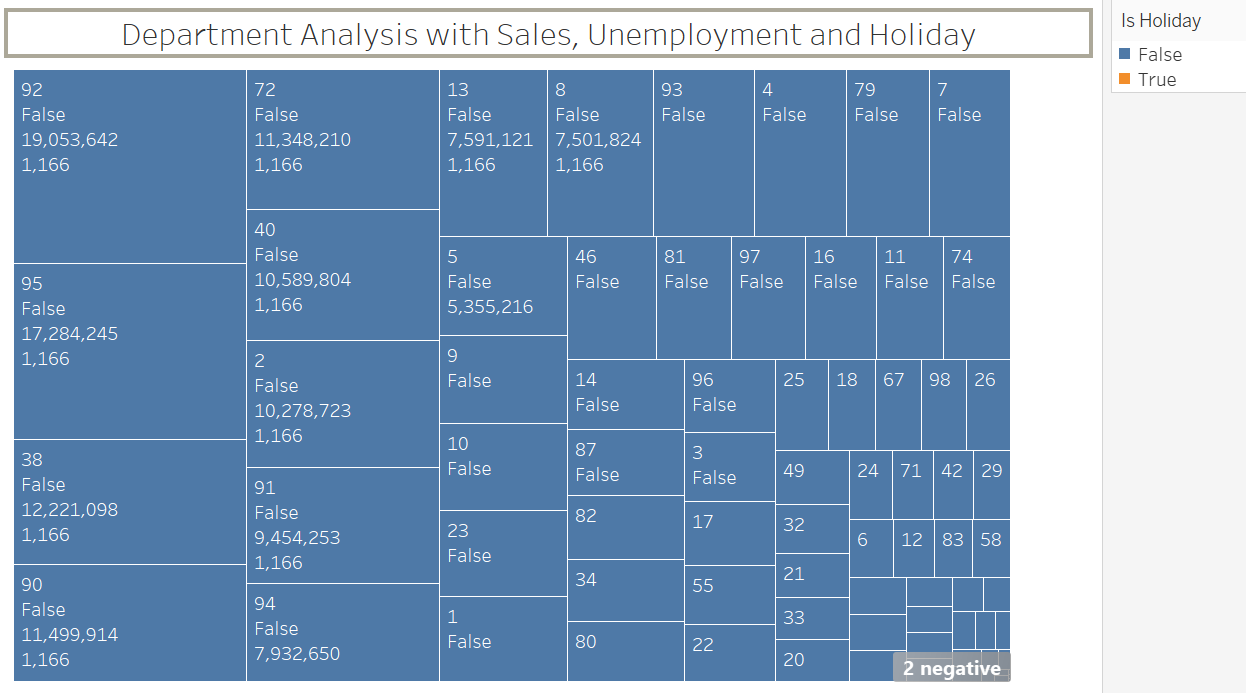 Department Analysis with Sales, Unemployment and Holiday
Is Holiday
False
True
92
False
19,053,642
1,166
95
False
17,284,245
1,166
38
False
12,221,098
1,166
90
False
11,499,914
1,166
72
False
11,348,210
1,166
40
False
10,589,804
1,166
2
False
10,278,723
1,166
91
False
9,454,253
1,166
94
False
7,932,650
13
False
7,591,121
1,166
8
False
7,501,824
1,166
93
False
4
False
79
False
7
False
5
False
5,355,216
9
False
10
False
23
False
1
False
46
False
81
False
97
False
16
False
11
False
74
False
14
False
87
False
82
34
80
96
False
3
False
17
55
22
25
18
67
98
26
49
32
21
33
20
24
71
42
29
6
12
83
58
2 negative